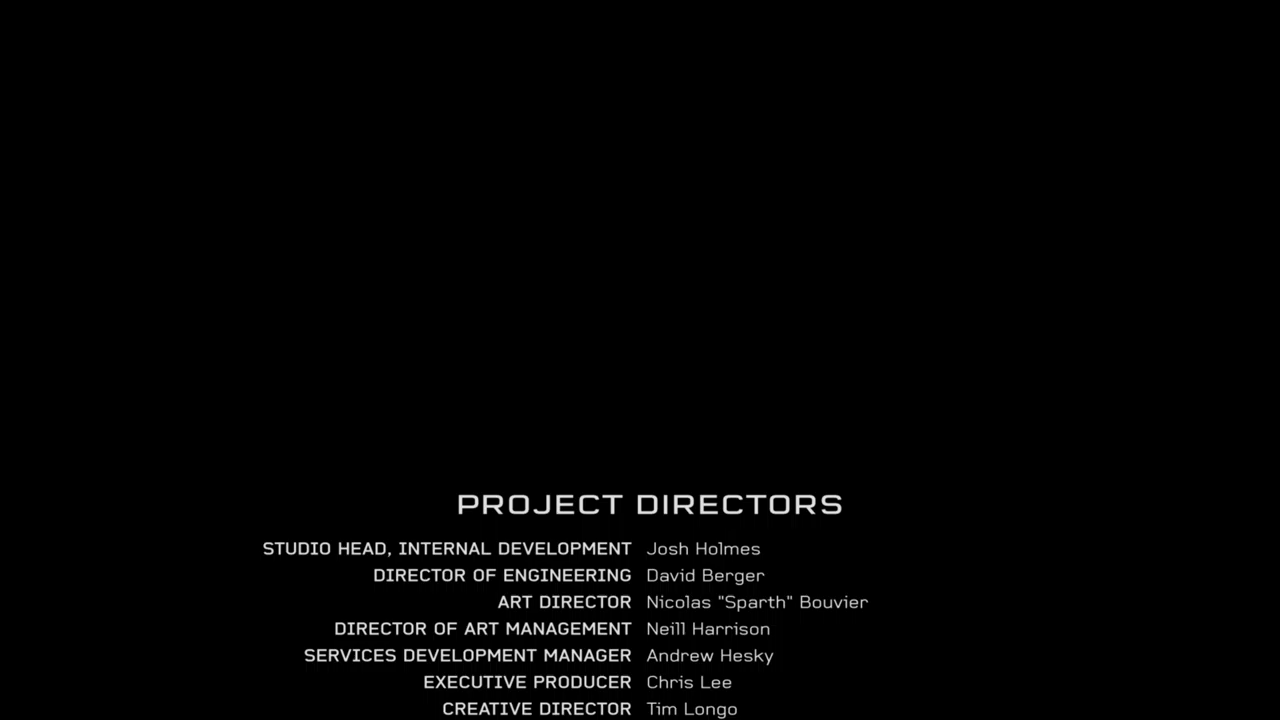 PROJECT DIRECTORS
STUDIO HEAD, INTERNAL DEVELOPMENT Josh Holmes
DIRECTOR OF ENGINEERING David Berger
ART DIRECTOR Nicolas "Sparth" Bouvier
DIRECTOR OF ART MANAGEMENT Neill Harrison
SERVICES DEVELOPMENT MANAGER Andrew Hesky
EXECUTIVE PRODUCER Chris Lee
CREATIVE DIRECTOR Tim Longo